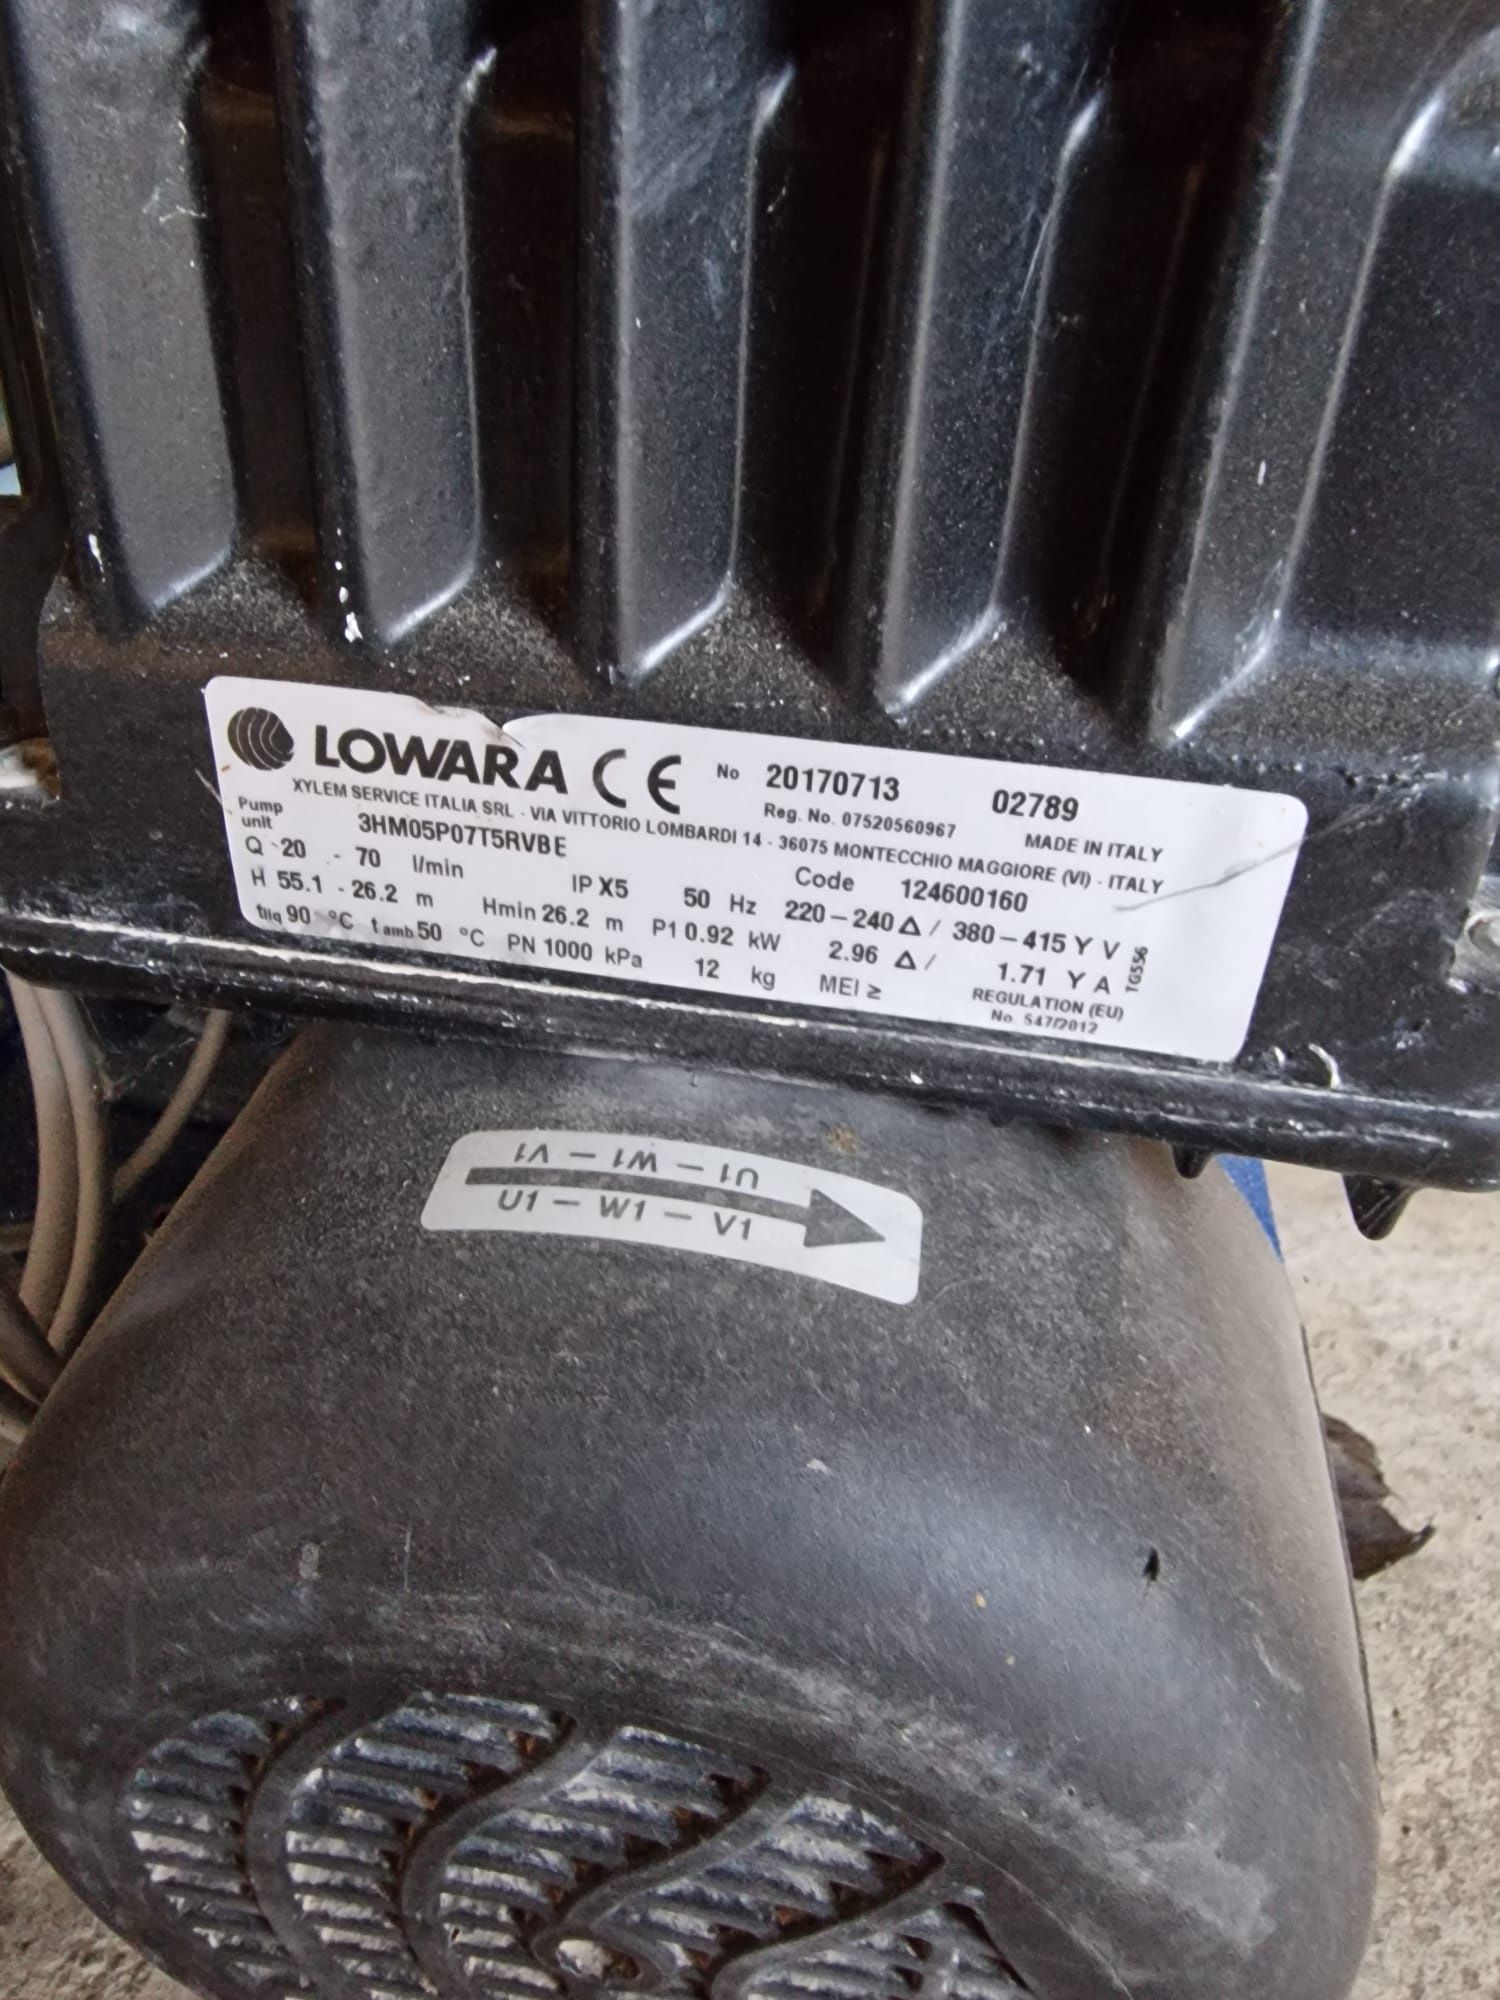 LOWARA CE No 20170713 02789
Reg. No. 07520560967 MADE IN ITALY
XYLEM SERVICE ITALIA SRL - VIA VITTORIO LOMBARDI 14 - 36075 MONTECCHIO MAGGIORE (VI) - ITALY
Pump unit 3HM05P07T5RVBE Code 124600160
Q 20 - 70 l/min IP X5 50 Hz 220-240 Δ / 380-415 Y V
H 55.1 - 26.2 m Hmin 26.2 m P1 0.92 kW 2.96 Δ / 1.71 Y A
tliq 90 °C tamb 50 °C PN 1000 kPa 12 kg MEI ≥ REGULATION (EU) No. 547/2012
TG556
U1 - W1 - V1
U1 - W1 - V1